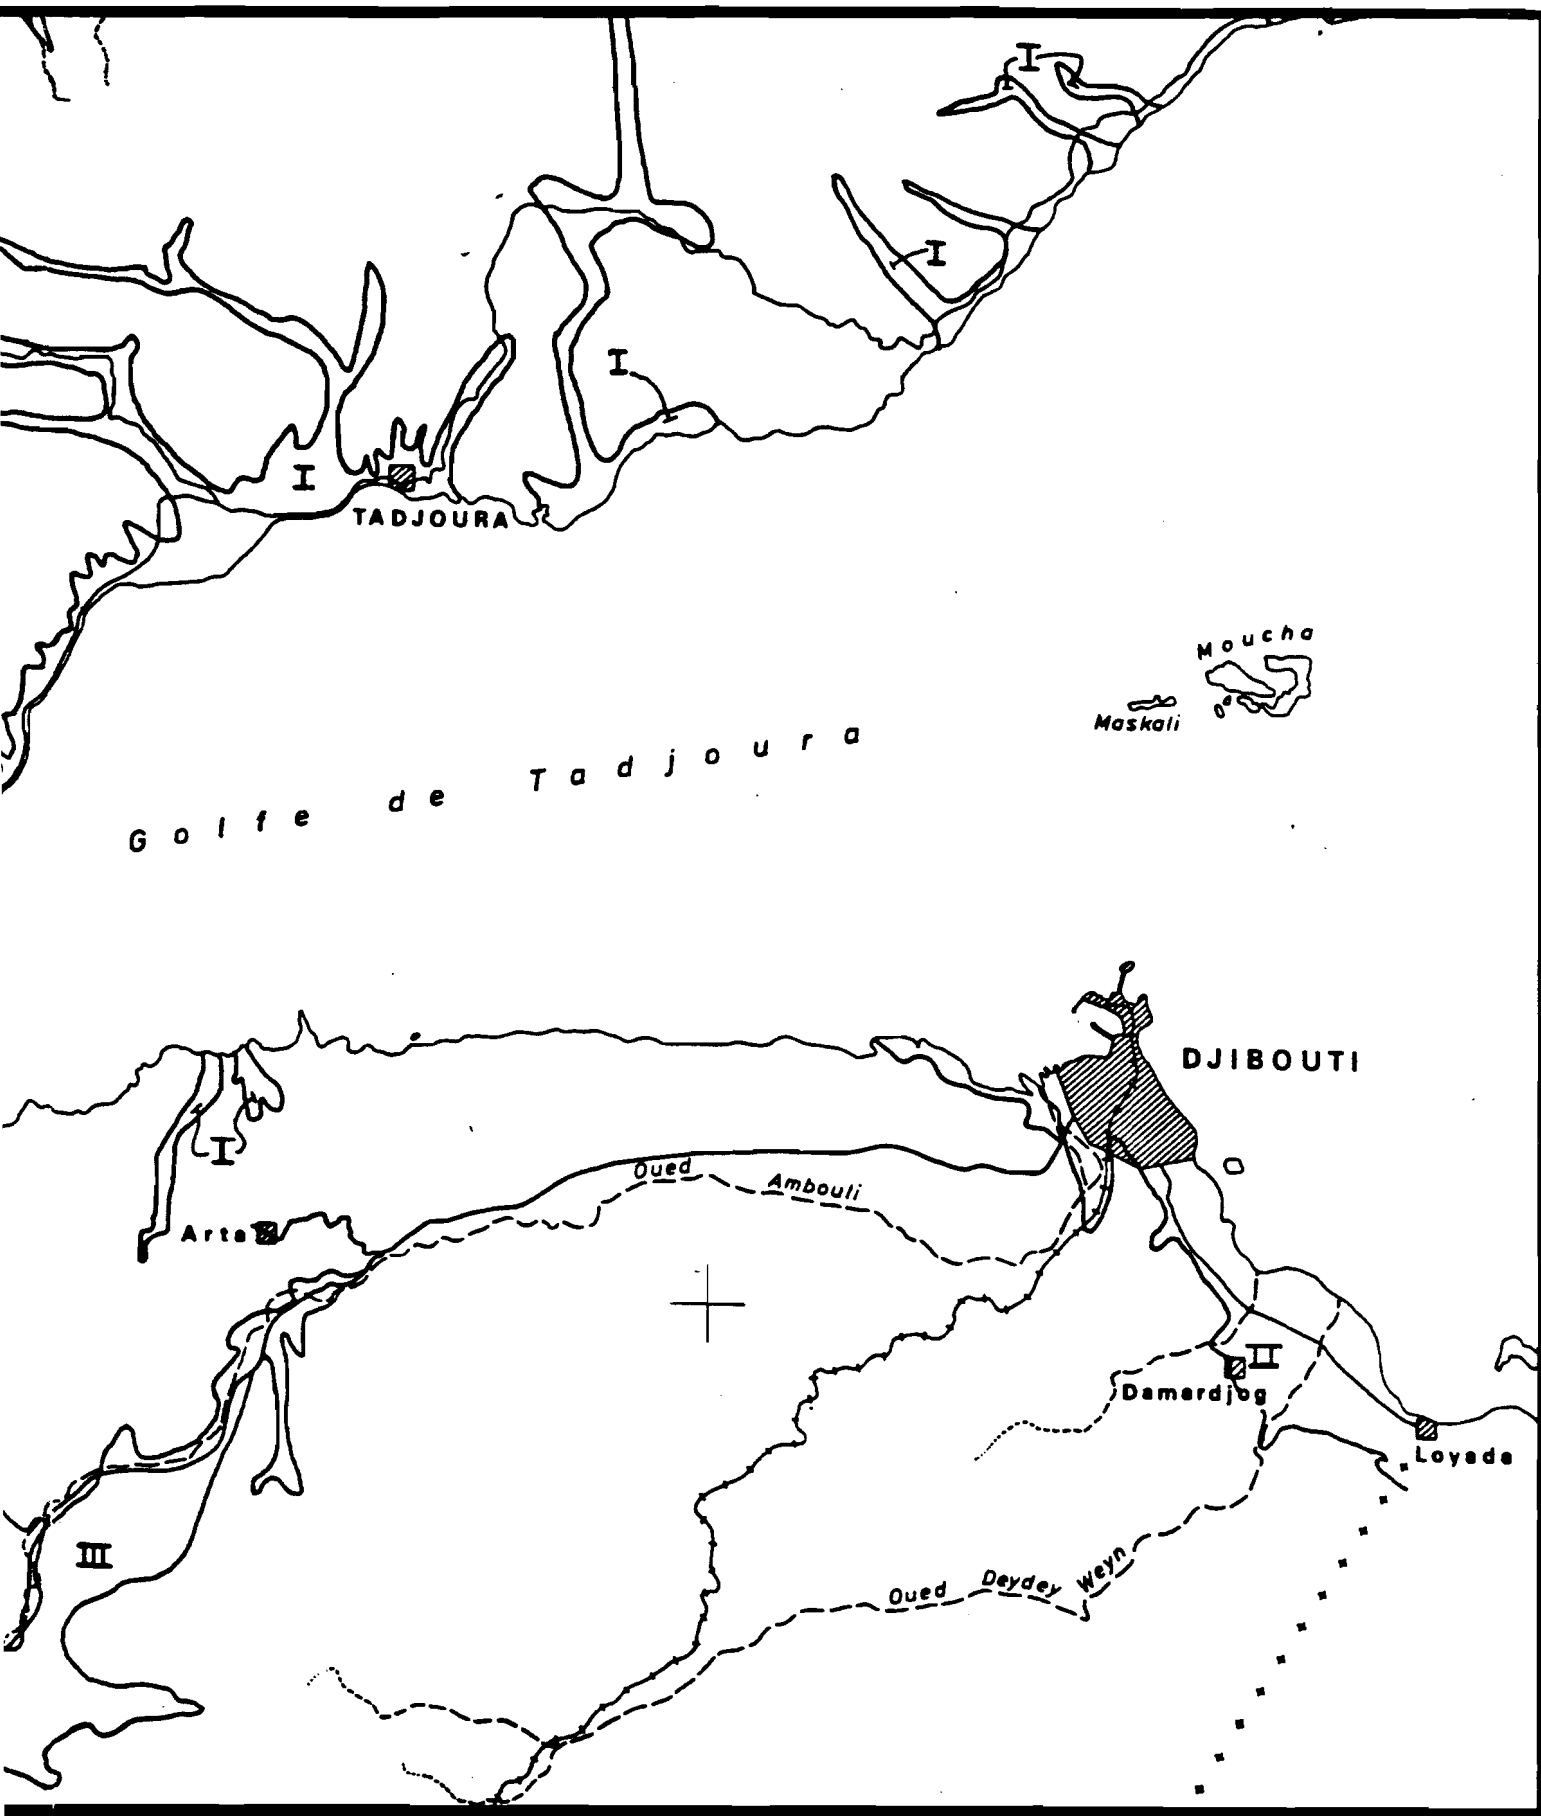 I
I
I
I
TADJOURA
Moucha
Maskali
Golfe de Tadjoura
DJIBOUTI
I
Oued Ambouli
Arta
II
Damerdjog
Loyada
III
Oued Deydey Weyn